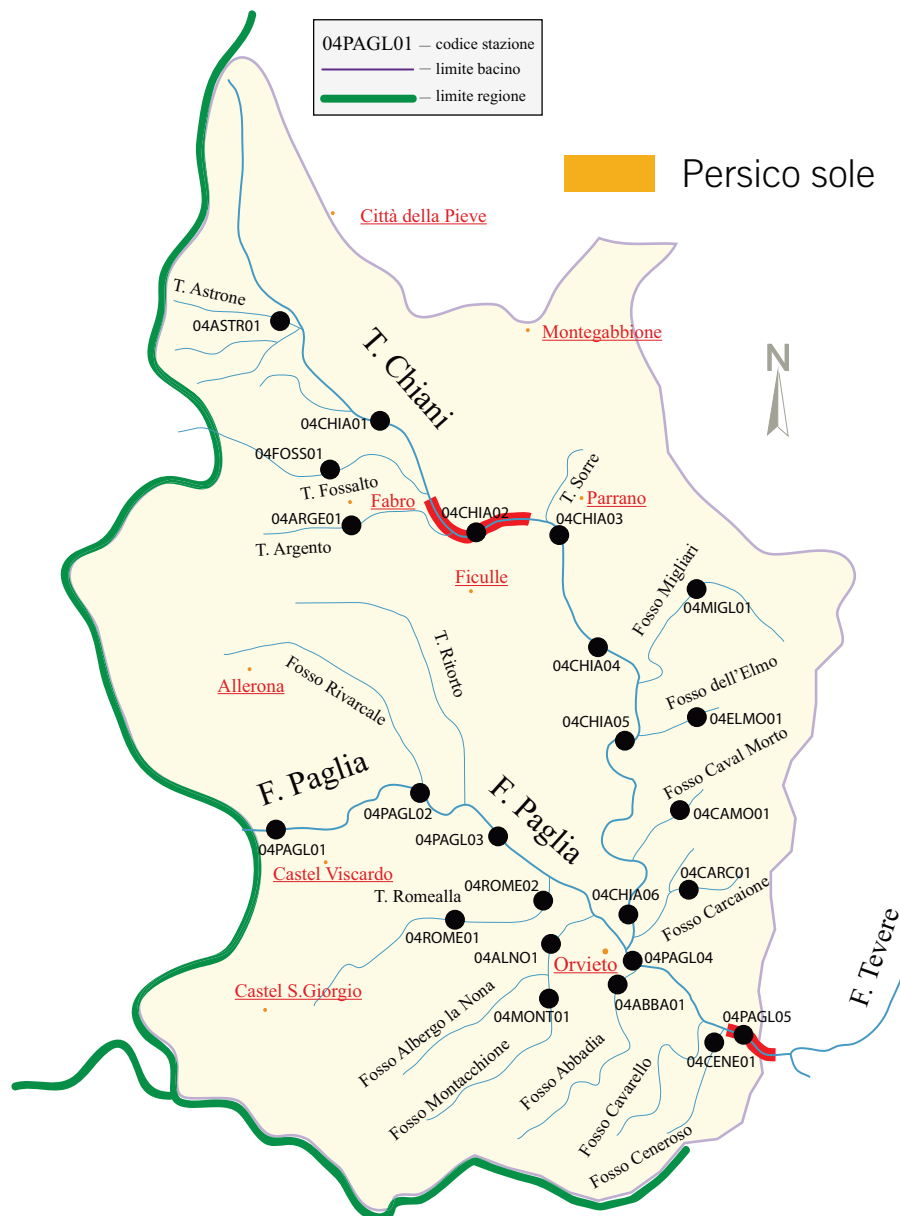 04PAGL01 – codice stazione
– limite bacino
– limite regione
Persico sole
Città della Pieve
T. Astrone
04ASTR01
Montegabbione
T. Chiani
N
04CHIA01
04FOSS01
T. Fossalto
T. Sorre
Fabro
Parrano
04CHIA02
04CHIA03
04ARGE01
T. Argento
Ficulle
Fosso Migliari
04MIGL01
T. Ritorto
04CHIA04
Allerona
Fosso Rivarcale
Fosso dell'Elmo
04CHIA05
04ELMO01
Fosso Caval Morto
F. Paglia
F. Paglia
04PAGL02
04CAMO01
04PAGL03
04PAGL01
Castel Viscardo
04CARC01
04ROME02
T. Romealla
04CHIA06
Fosso Carcaione
04ROME01
04ALNO1
04PAGL04
Orvieto
F. Tevere
Castel S.Giorgio
04ABBA01
04MONT01
04PAGL05
Fosso Albergo la Nona
04CENE01
Fosso Montacchione
Fosso Abbadia
Fosso Cavarello
Fosso Ceneroso